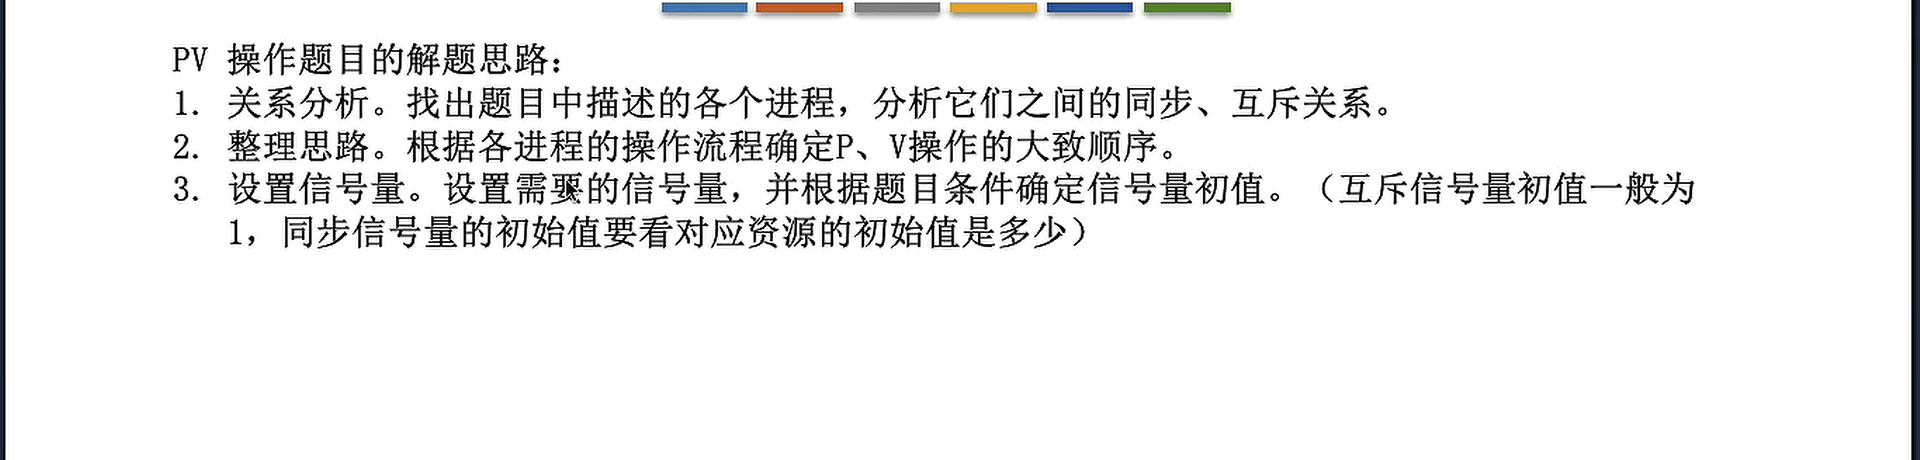 PV 操作题目的解题思路：
1. 关系分析。找出题目中描述的各个进程，分析它们之间的同步、互斥关系。
2. 整理思路。根据各进程的操作流程确定P、V操作的大致顺序。
3. 设置信号量。设置需要的信号量，并根据题目条件确定信号量初值。（互斥信号量初值一般为
1，同步信号量的初始值要看对应资源的初始值是多少）